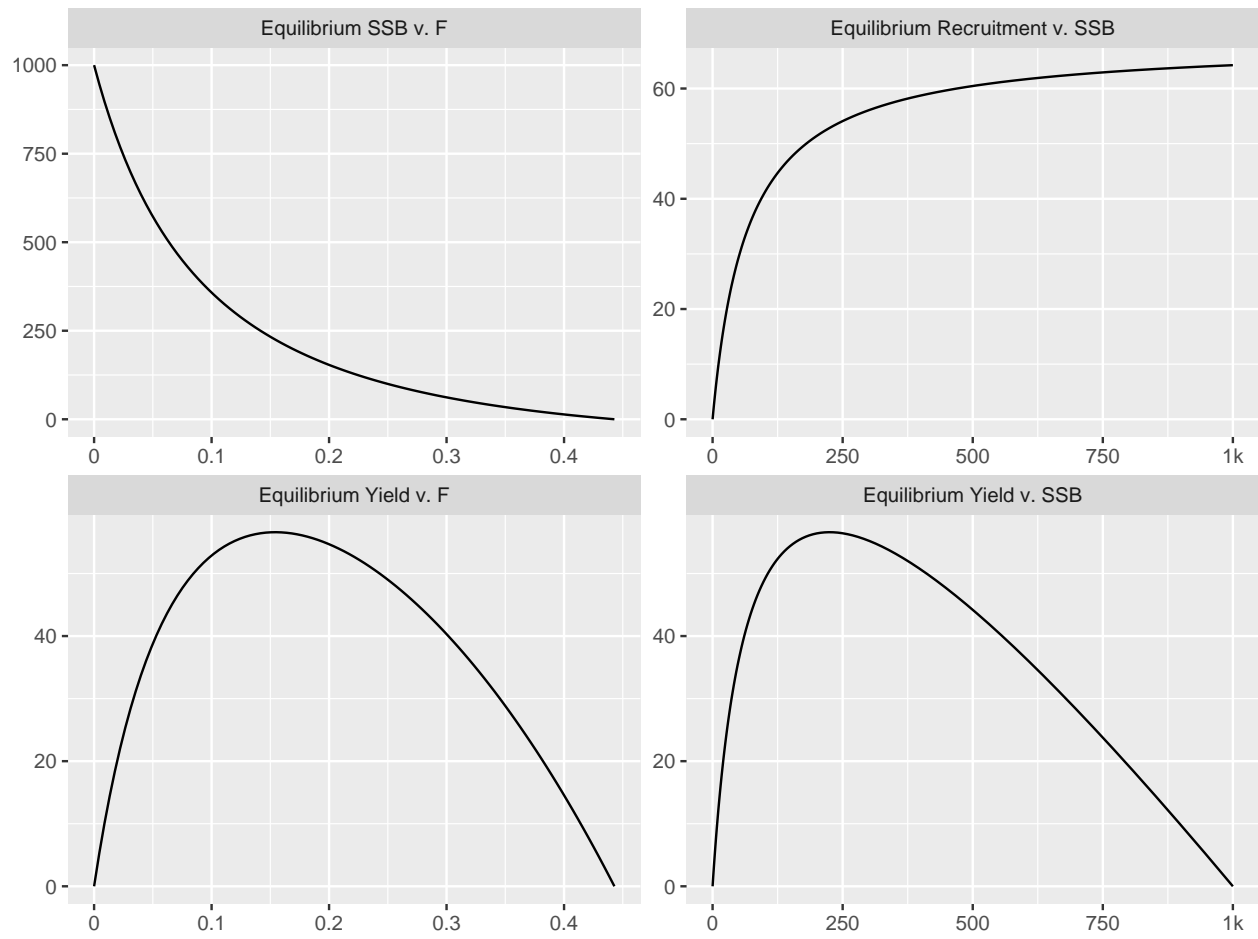 Equilibrium SSB v. F
1000
750
500
250
0
0 0.1 0.2 0.3 0.4
Equilibrium Recruitment v. SSB
60
40
20
0
0 250 500 750 1k
Equilibrium Yield v. F
40
20
0
0 0.1 0.2 0.3 0.4
Equilibrium Yield v. SSB
40
20
0
0 250 500 750 1k